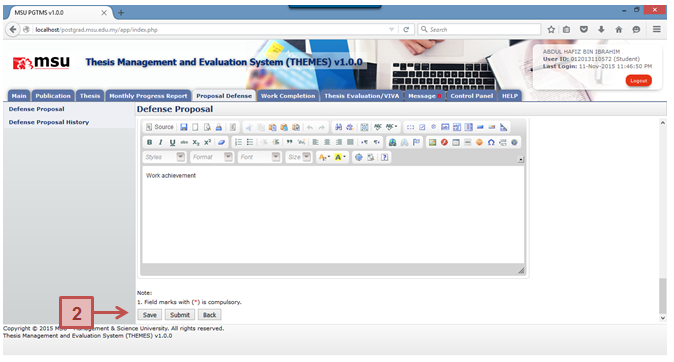 MSU PGTMS v1.0.0
localhost/postgrad.msu.edu.my/app/index.php
Search
msu
Thesis Management and Evaluation System (THEMES) v1.0.0
ABDUL HAFIZ BIN IBRAHIM
User ID: 012013110572 (Student)
Last Login: 11-Nov-2015 11:46:50 PM
Logout
Main Publication Thesis Monthly Progress Report Proposal Defense Work Completion Thesis Evaluation/VIVA Message Control Panel HELP
Defense Proposal
Defense Proposal History
Defense Proposal
Source
B I U abc X₂ X²
Styles Format Font Size
Work achievement
Note:
1. Field marks with (*) is compulsory.
2
Save Submit Back
Copyright © 2015 MSU Management & Science University. All rights reserved.
Thesis Management and Evaluation System (THEMES) v1.0.0